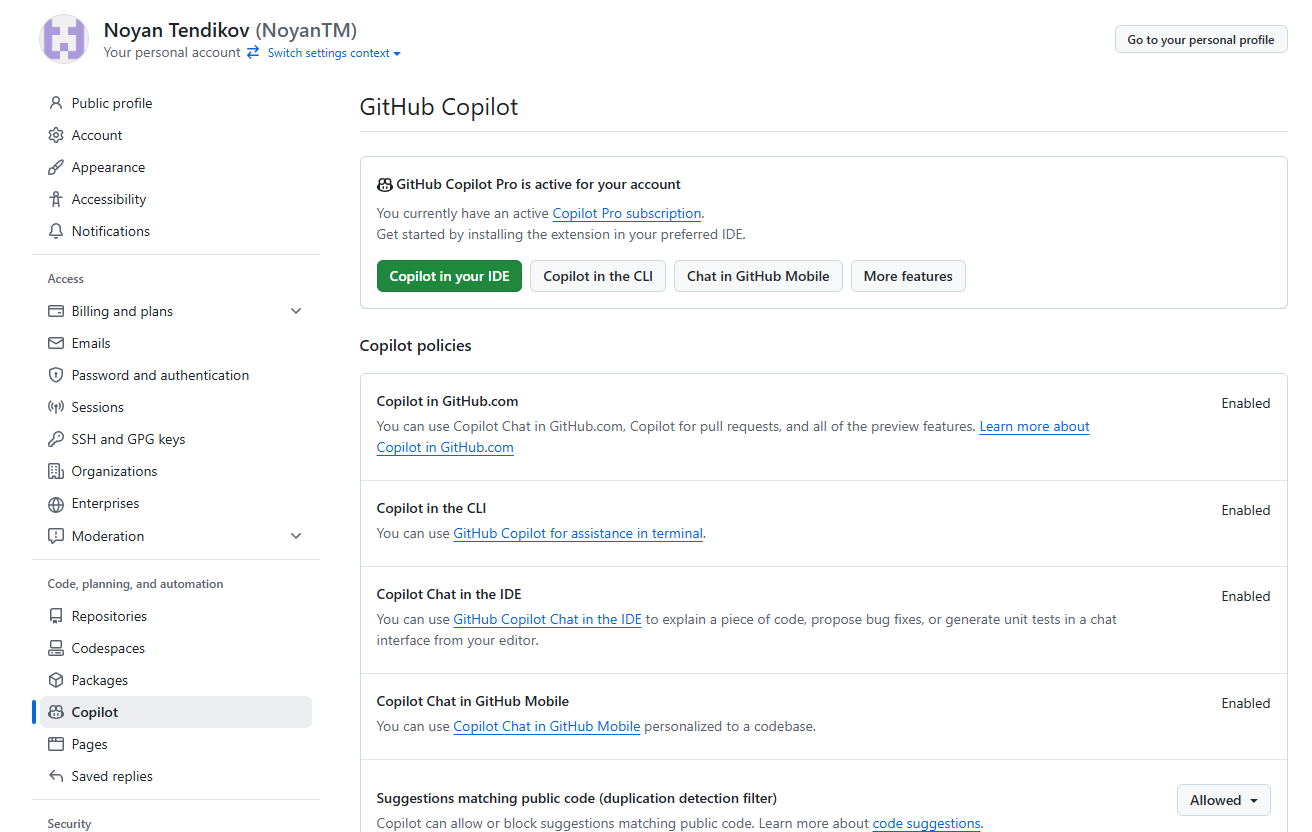 Noyan Tendikov (NoyanTM)
Your personal account Switch settings context
Go to your personal profile
Public profile
Account
Appearance
Accessibility
Notifications
Access
Billing and plans
Emails
Password and authentication
Sessions
SSH and GPG keys
Organizations
Enterprises
Moderation
Code, planning, and automation
Repositories
Codespaces
Packages
Copilot
Pages
Saved replies
Security
GitHub Copilot
GitHub Copilot Pro is active for your account
You currently have an active Copilot Pro subscription.
Get started by installing the extension in your preferred IDE.
Copilot in your IDE Copilot in the CLI Chat in GitHub Mobile More features
Copilot policies
Copilot in GitHub.com
Enabled
You can use Copilot Chat in GitHub.com, Copilot for pull requests, and all of the preview features. Learn more about
Copilot in GitHub.com
Copilot in the CLI
Enabled
You can use GitHub Copilot for assistance in terminal.
Copilot Chat in the IDE
Enabled
You can use GitHub Copilot Chat in the IDE to explain a piece of code, propose bug fixes, or generate unit tests in a chat
interface from your editor.
Copilot Chat in GitHub Mobile
Enabled
You can use Copilot Chat in GitHub Mobile personalized to a codebase.
Suggestions matching public code (duplication detection filter)
Allowed
Copilot can allow or block suggestions matching public code. Learn more about code suggestions.